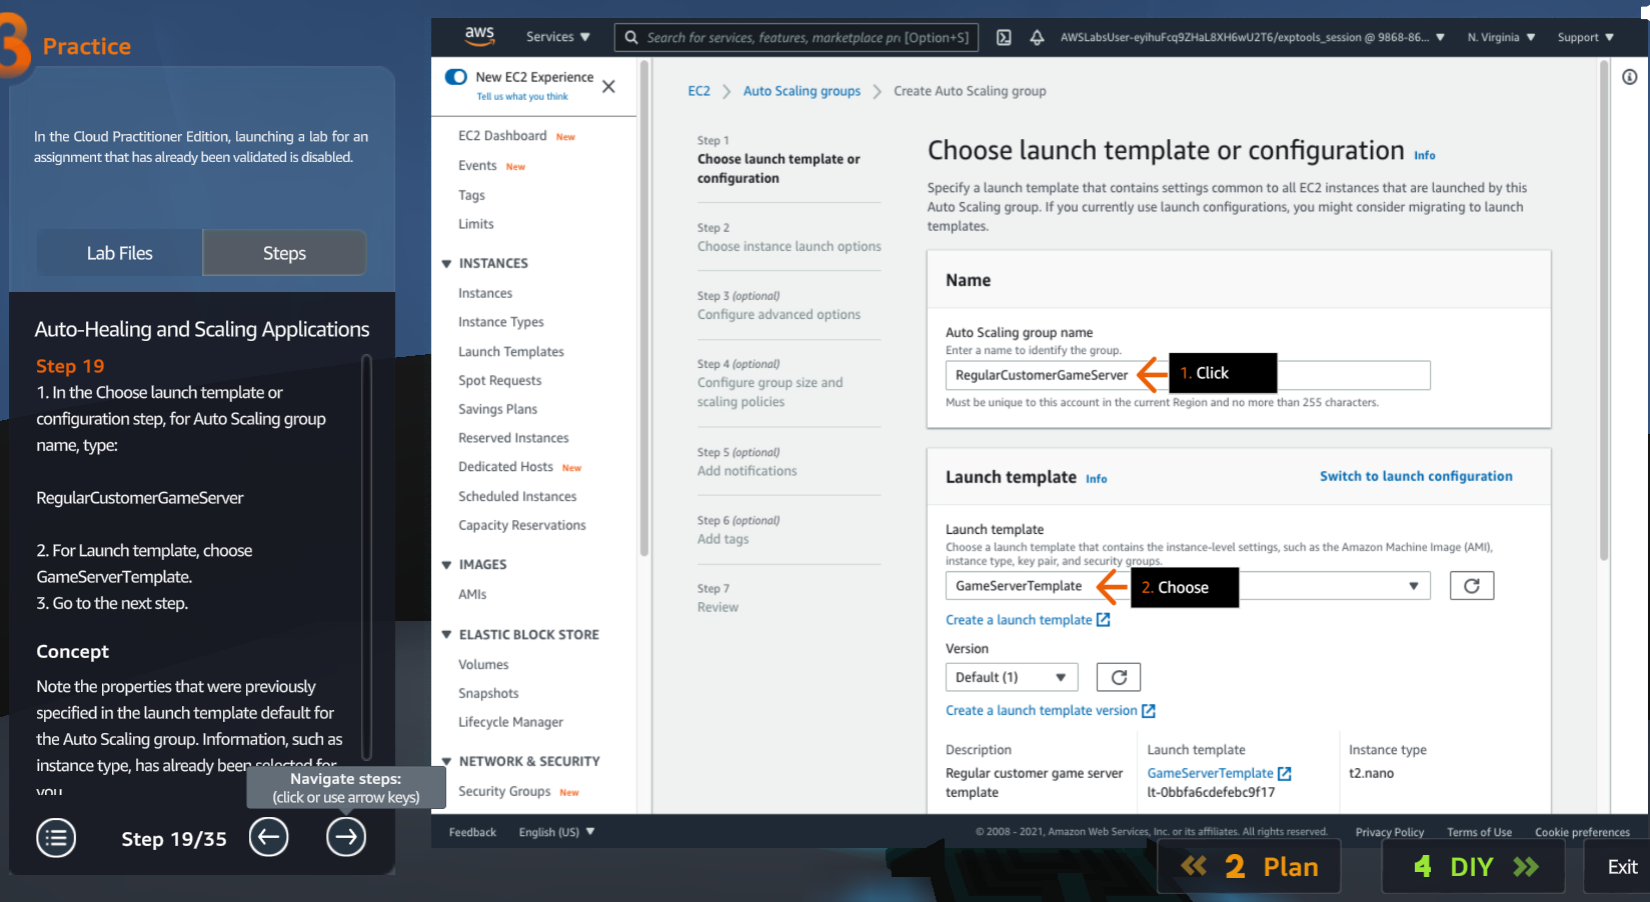 3 Practice
In the Cloud Practitioner Edition, launching a lab for an
assignment that has already been validated is disabled.
Lab Files
Steps
Auto-Healing and Scaling Applications
Step 19
1. In the Choose launch template or
configuration step, for Auto Scaling group
name, type:
RegularCustomerGameServer
2. For Launch template, choose
GameServerTemplate.
3. Go to the next step.
Concept
Note the properties that were previously
specified in the launch template default for
the Auto Scaling group. Information, such as
instance type, has already been selected for
you
Navigate steps:
(click or use arrow keys)
Step 19/35
aws
Services
Search for services, features, marketplace pr [Option+S]
AWSLabsUser-eyihuFcq9ZHaL8XH6wU2T6/exptools_session @ 9868-86...
N. Virginia
Support
New EC2 Experience
Tell us what you think
EC2 Dashboard New
Events New
Tags
Limits
INSTANCES
Instances
Instance Types
Launch Templates
Spot Requests
Savings Plans
Reserved Instances
Dedicated Hosts New
Scheduled Instances
Capacity Reservations
IMAGES
AMIs
ELASTIC BLOCK STORE
Volumes
Snapshots
Lifecycle Manager
NETWORK & SECURITY
Security Groups New
EC2 > Auto Scaling groups > Create Auto Scaling group
Step 1
Choose launch template or
configuration
Step 2
Choose instance launch options
Step 3 (optional)
Configure advanced options
Step 4 (optional)
Configure group size and
scaling policies
Step 5 (optional)
Add notifications
Step 6 (optional)
Add tags
Step 7
Review
Choose launch template or configuration Info
Specify a launch template that contains settings common to all EC2 instances that are launched by this
Auto Scaling group. If you currently use launch configurations, you might consider migrating to launch
templates.
Name
Auto Scaling group name
Enter a name to identify the group.
RegularCustomerGameServer
1. Click
Must be unique to this account in the current Region and no more than 255 characters.
Launch template Info
Switch to launch configuration
Launch template
Choose a launch template that contains the instance-level settings, such as the Amazon Machine Image (AMI),
instance type, key pair, and security groups.
GameServerTemplate
2. Choose
Create a launch template
Version
Default (1)
Create a launch template version
Description
Regular customer game server
template
Launch template
GameServerTemplate
lt-0bbfa6cdefebc9f17
Instance type
t2.nano
Feedback
English (US)
© 2008 - 2021, Amazon Web Services, Inc. or its affiliates. All rights reserved.
Privacy Policy
Terms of Use
Cookie preferences
2 Plan
4 DIY
Exit